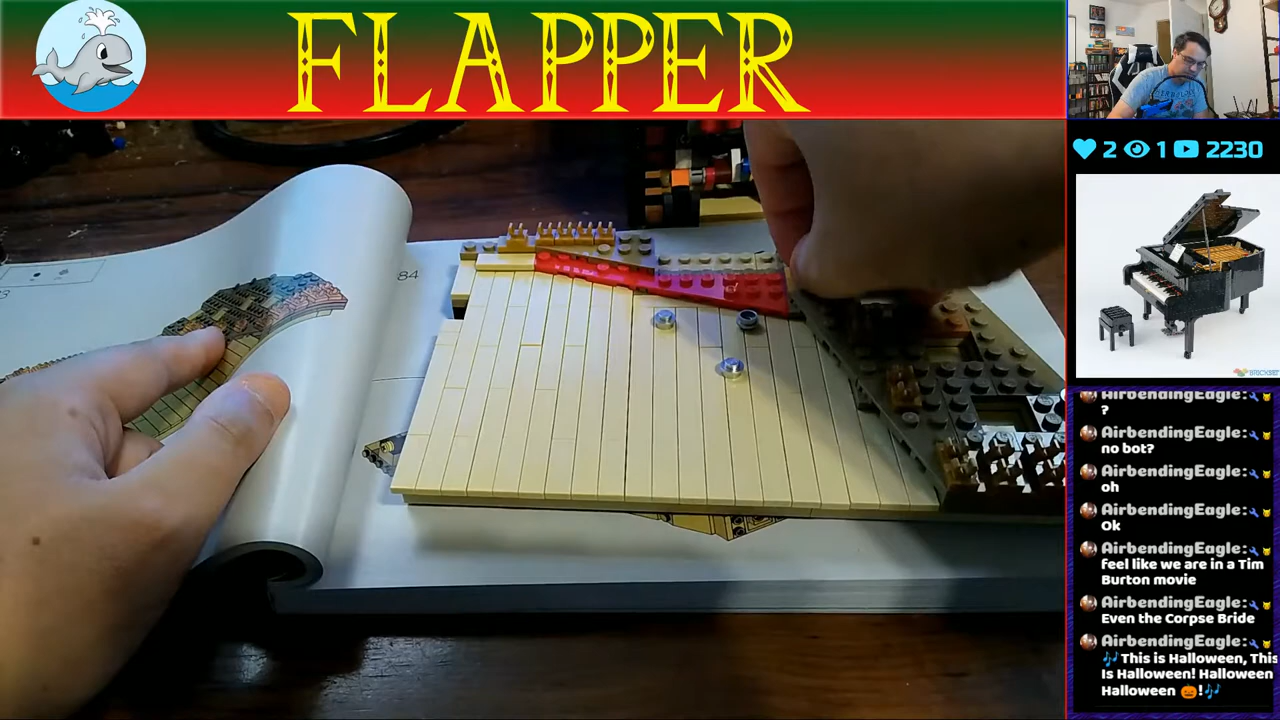 FLAPPER
2 1 2230
84
BRICKSET
AirbendingEagle:
?
AirbendingEagle:
no bot?
AirbendingEagle:
oh
AirbendingEagle:
Ok
AirbendingEagle:
feel like we are in a Tim
Burton movie
AirbendingEagle:
Even the Corpse Bride
AirbendingEagle:
🎶This is Halloween, This
Is Halloween! Halloween
Halloween 🎃!🎶